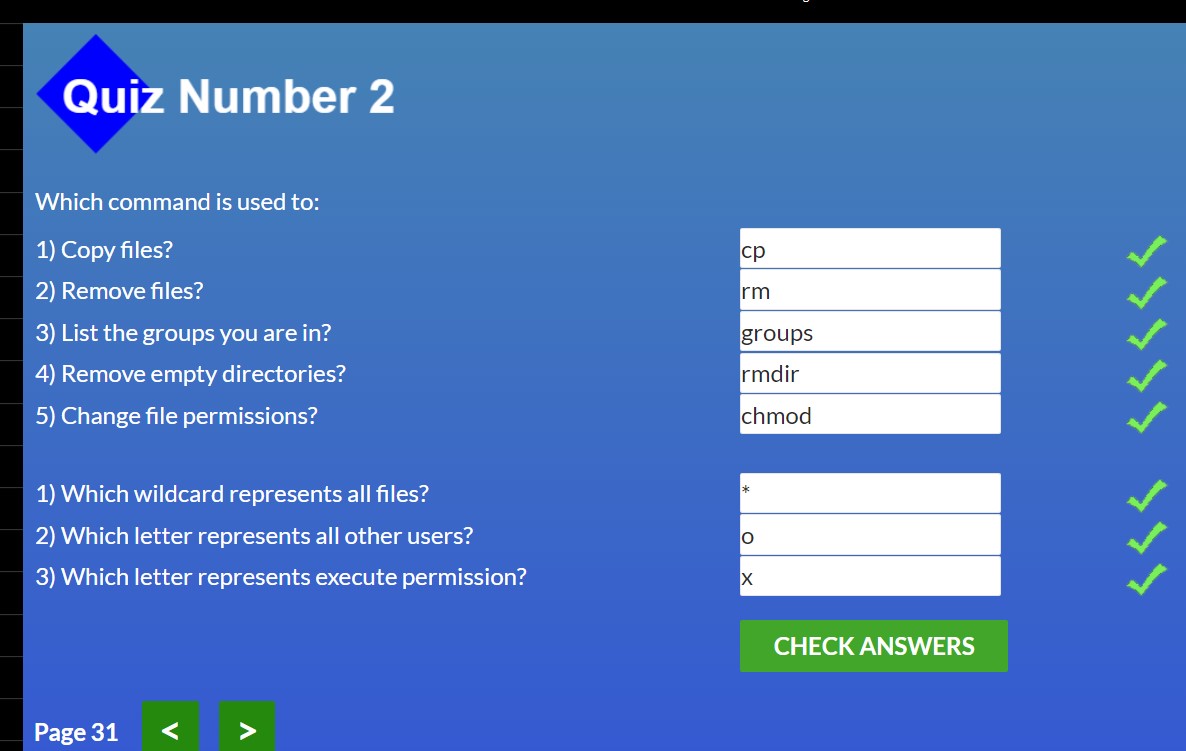 Quiz Number 2
Which command is used to:
1) Copy files? cp
2) Remove files? rm
3) List the groups you are in? groups
4) Remove empty directories? rmdir
5) Change file permissions? chmod
1) Which wildcard represents all files? *
2) Which letter represents all other users? o
3) Which letter represents execute permission? x
CHECK ANSWERS
Page 31 < >